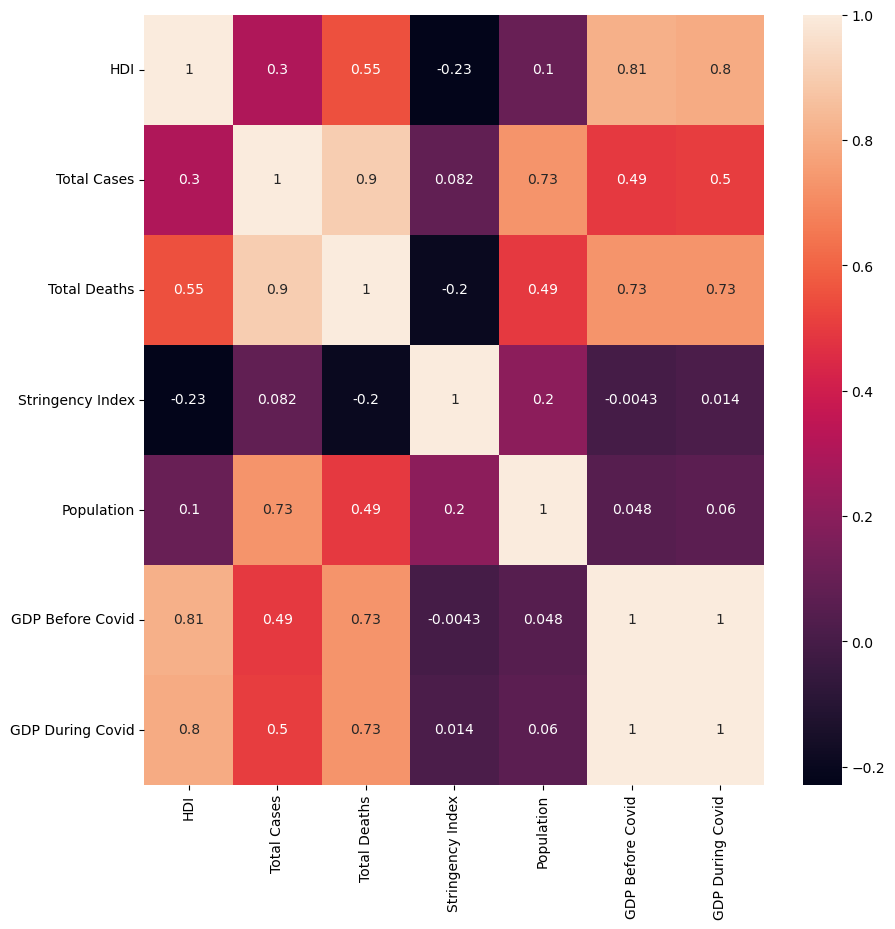 HDI 1 0.3 0.55 -0.23 0.1 0.81 0.8
Total Cases 0.3 1 0.9 0.082 0.73 0.49 0.5
Total Deaths 0.55 0.9 1 -0.2 0.49 0.73 0.73
Stringency Index -0.23 0.082 -0.2 1 0.2 -0.0043 0.014
Population 0.1 0.73 0.49 0.2 1 0.048 0.06
GDP Before Covid 0.81 0.49 0.73 -0.0043 0.048 1 1
GDP During Covid 0.8 0.5 0.73 0.014 0.06 1 1
HDI
Total Cases
Total Deaths
Stringency Index
Population
GDP Before Covid
GDP During Covid
1.0
0.8
0.6
0.4
0.2
0.0
−0.2